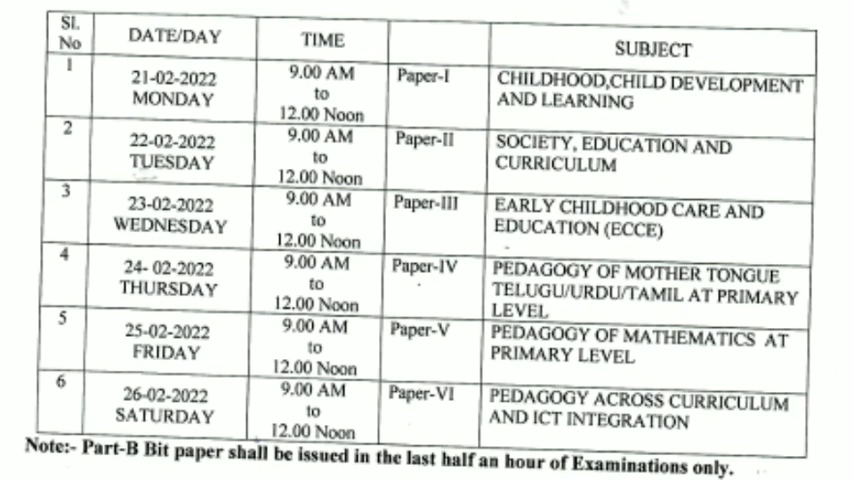 Sl. No DATE/DAY TIME SUBJECT
1 21-02-2022 MONDAY 9.00 AM to 12.00 Noon Paper-I CHILDHOOD,CHILD DEVELOPMENT AND LEARNING
2 22-02-2022 TUESDAY 9.00 AM to 12.00 Noon Paper-II SOCIETY, EDUCATION AND CURRICULUM
3 23-02-2022 WEDNESDAY 9.00 AM to 12.00 Noon Paper-III EARLY CHILDHOOD CARE AND EDUCATION (ECCE)
4 24- 02-2022 THURSDAY 9.00 AM to 12.00 Noon Paper-IV PEDAGOGY OF MOTHER TONGUE TELUGU/URDU/TAMIL AT PRIMARY LEVEL
5 25-02-2022 FRIDAY 9.00 AM to 12.00 Noon Paper-V PEDAGOGY OF MATHEMATICS AT PRIMARY LEVEL
6 26-02-2022 SATURDAY 9.00 AM to 12.00 Noon Paper-VI PEDAGOGY ACROSS CURRICULUM AND ICT INTEGRATION
Note:- Part-B Bit paper shall be issued in the last half an hour of Examinations only.